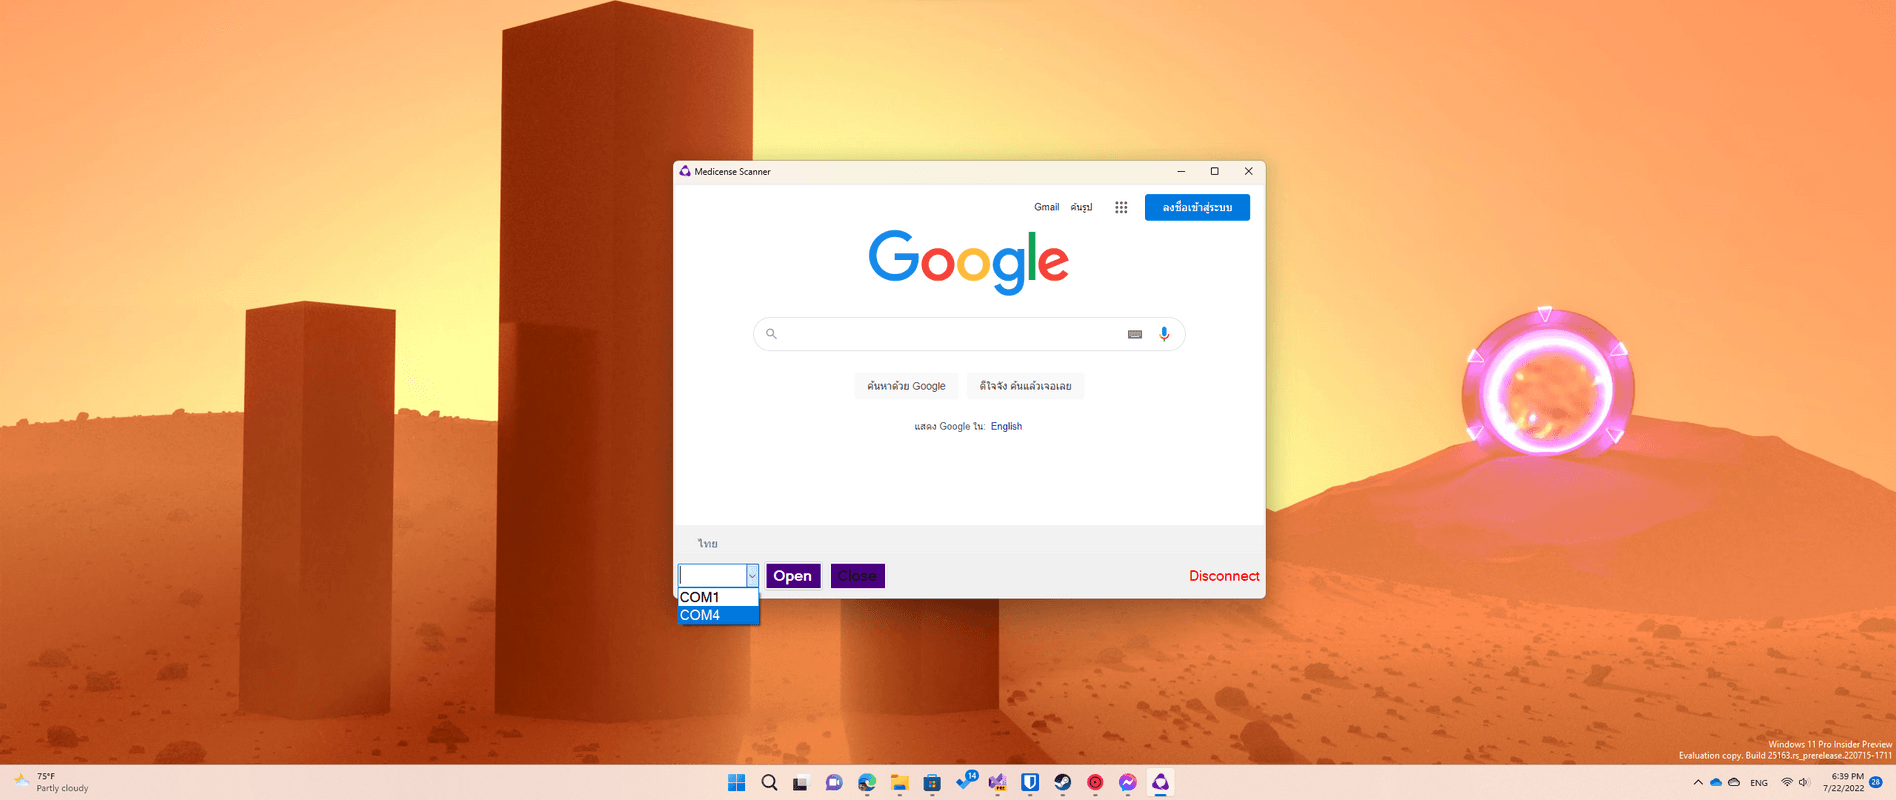 Medicense Scanner
Gmail ค้นรูป ลงชื่อเข้าสู่ระบบ
Google
ค้นหาด้วย Google ดีใจจัง ค้นแล้วเจอเลย
แสดง Google ใน: English
ไทย
Open Close Disconnect
COM1
COM4
Windows 11 Pro Insider Preview
Evaluation copy. Build 25163.rs_prerelease.220715-1711
75°F
Partly cloudy
14
PRE
ENG
6:39 PM
7/22/2022
28